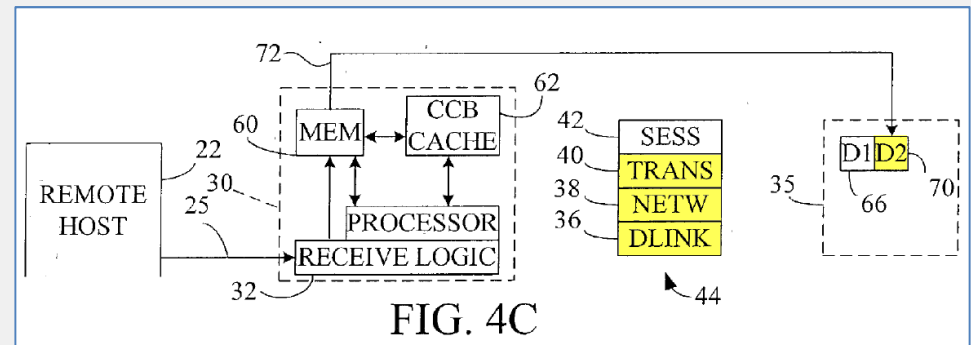 72
62
CCB
CACHE
MEM
60
42
SESS
40
TRANS
38
NETW
36
DLINK
44
D1 D2
35
66
70
22
REMOTE
HOST
30
25
PROCESSOR
RECEIVE LOGIC
32
FIG. 4C